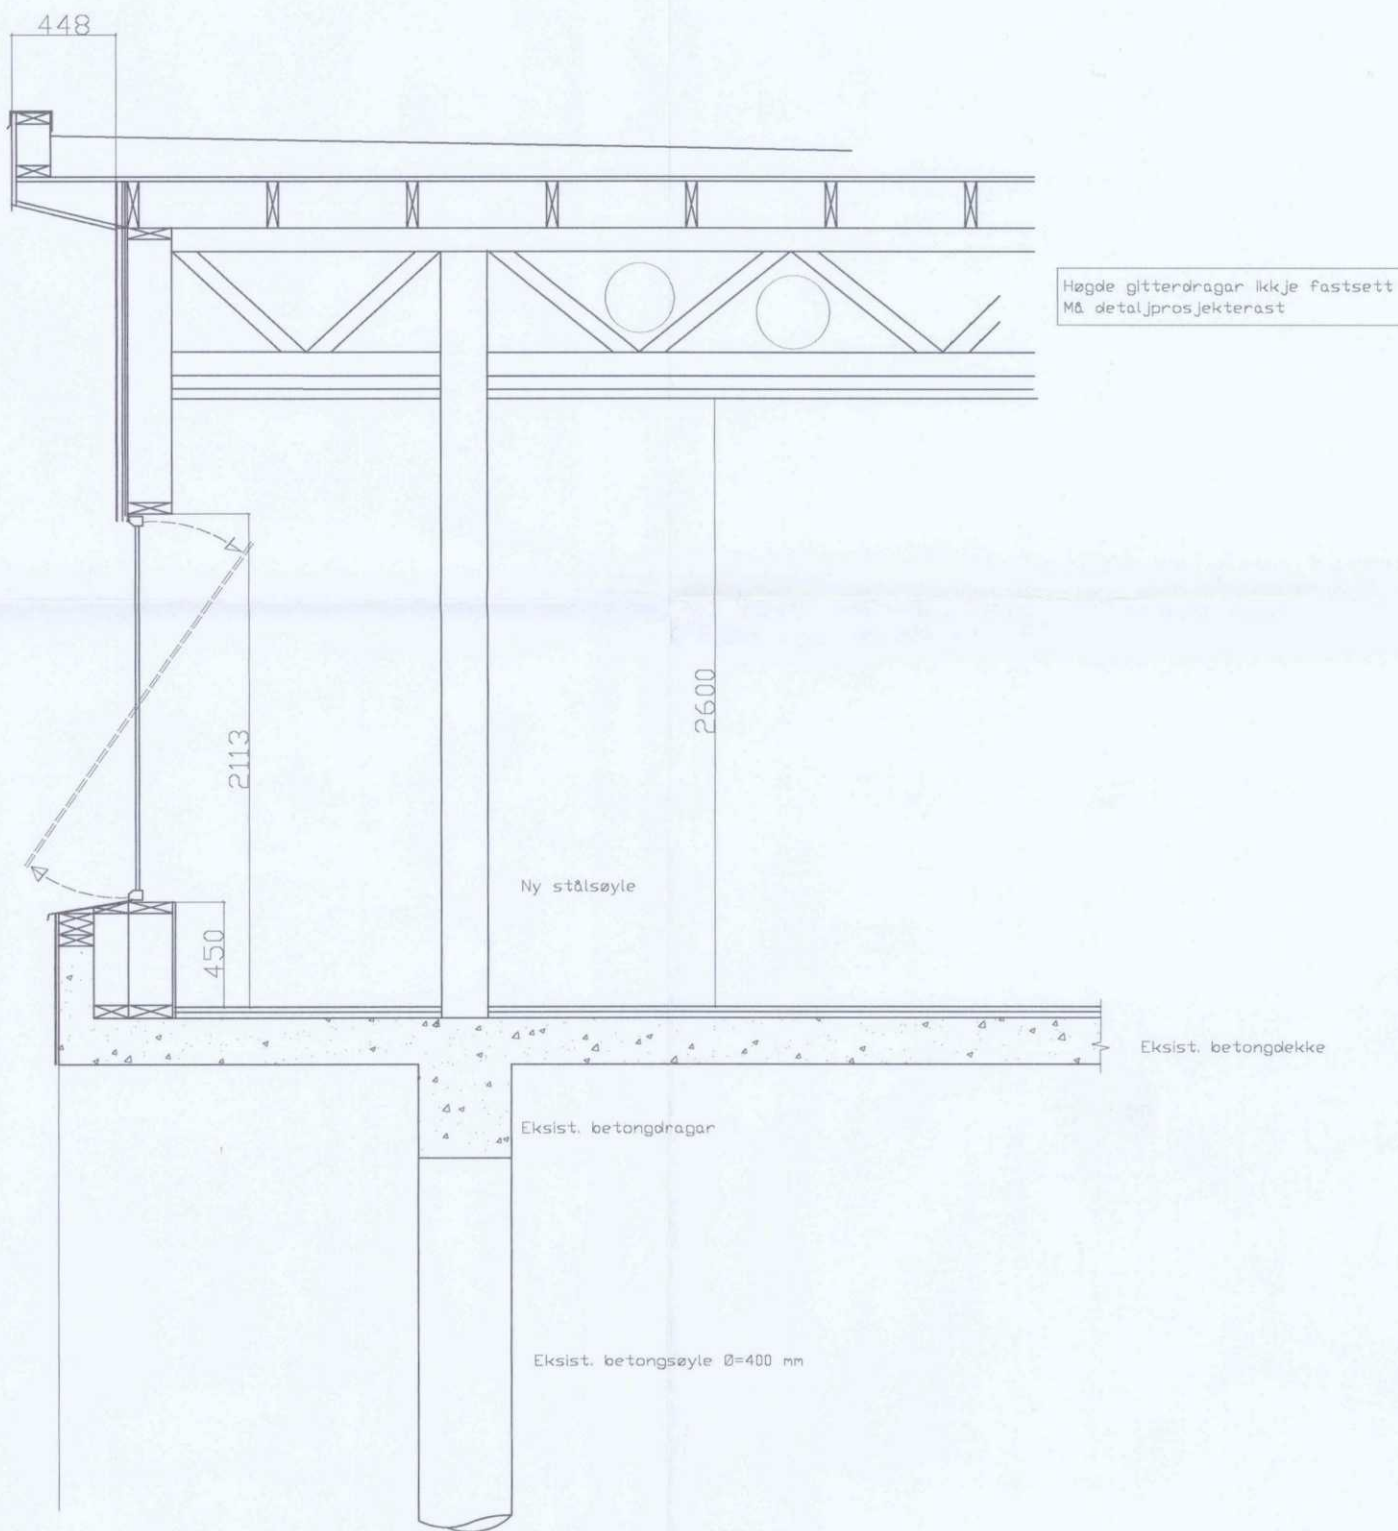 448
Høgde gitterdragar ikkje fastsett
Må detaljprosjekterast
2600
2113
Ny stålsøyle
450
Eksist. betongdekke
Eksist. betongdragar
Eksist. betongsøyle Ø=400 mm